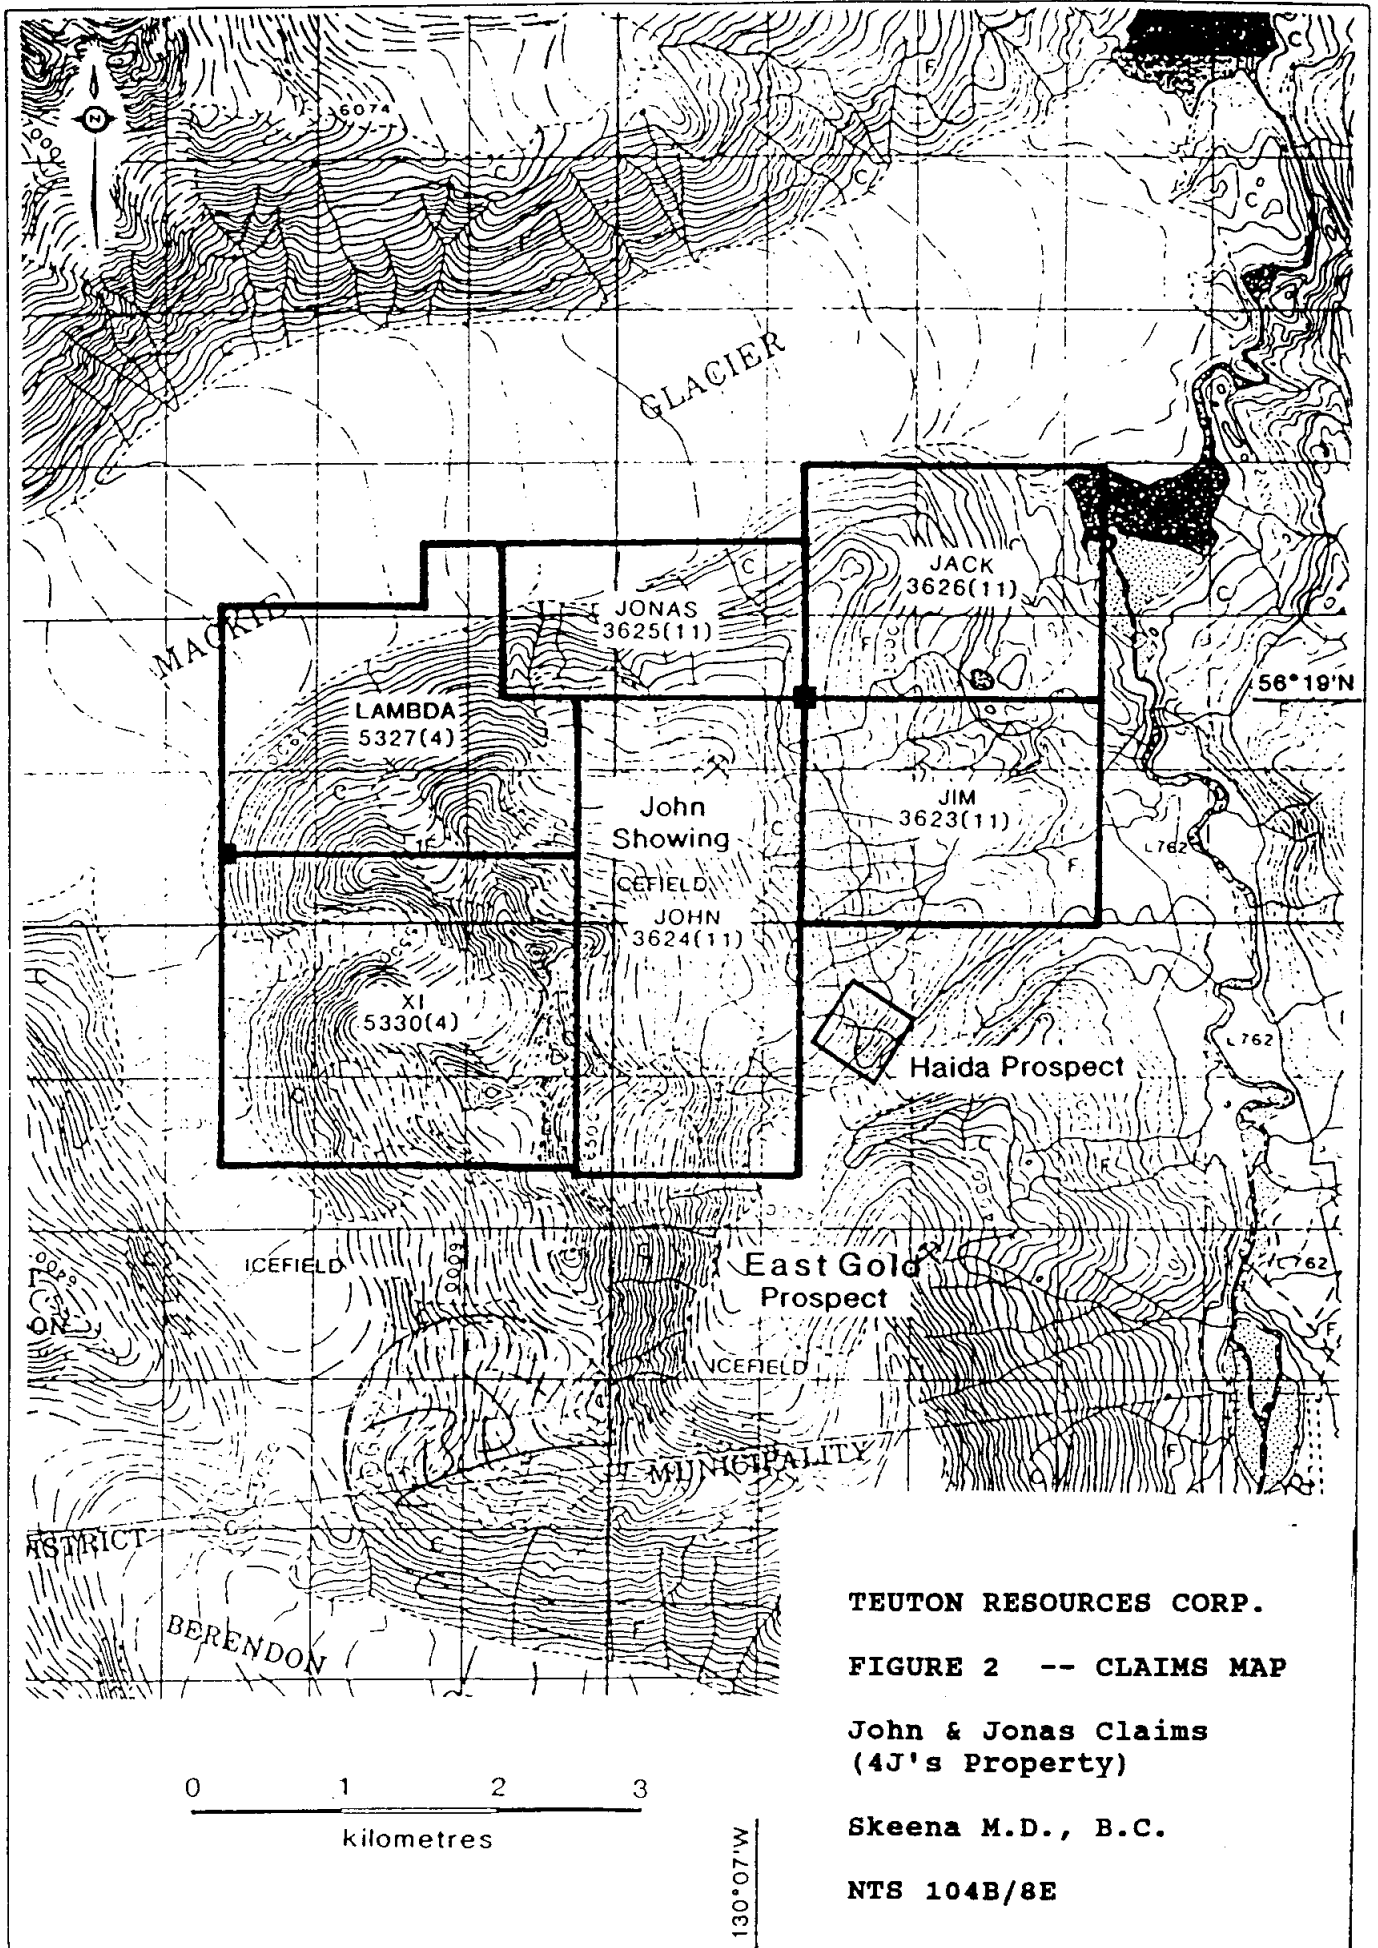 N
6074
C
F
C
C
C
GLACIER
MACKIE
JACK
3626(11)
C
C
JONAS
3625(11)
F
56°19'N
LAMBDA
5327(4)
C
John
Showing
C
JIM
3623(11)
L762
F
ICEFIELD
JOHN
3624(11)
XI
5330(4)
C
Haida Prospect
L762
F
ICEFIELD
6000
East Gold
Prospect
L762
F
ICEFIELD
MUNICIPALITY
F
C
F
BERENDON
F
TEUTON RESOURCES CORP.
FIGURE 2 -- CLAIMS MAP
John & Jonas Claims
(4J's Property)
Skeena M.D., B.C.
NTS 104B/8E
0 1 2 3
kilometres
130°07'W